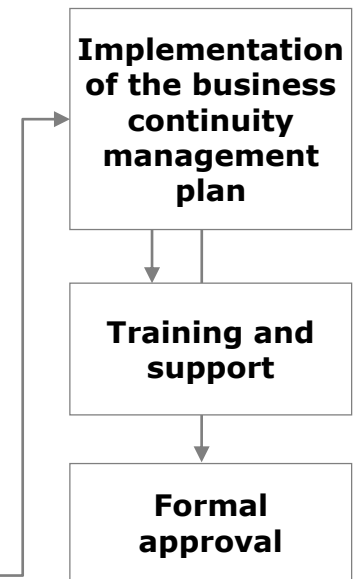 Implementation
of the business
continuity
management
plan
Training and
support
Formal
approval